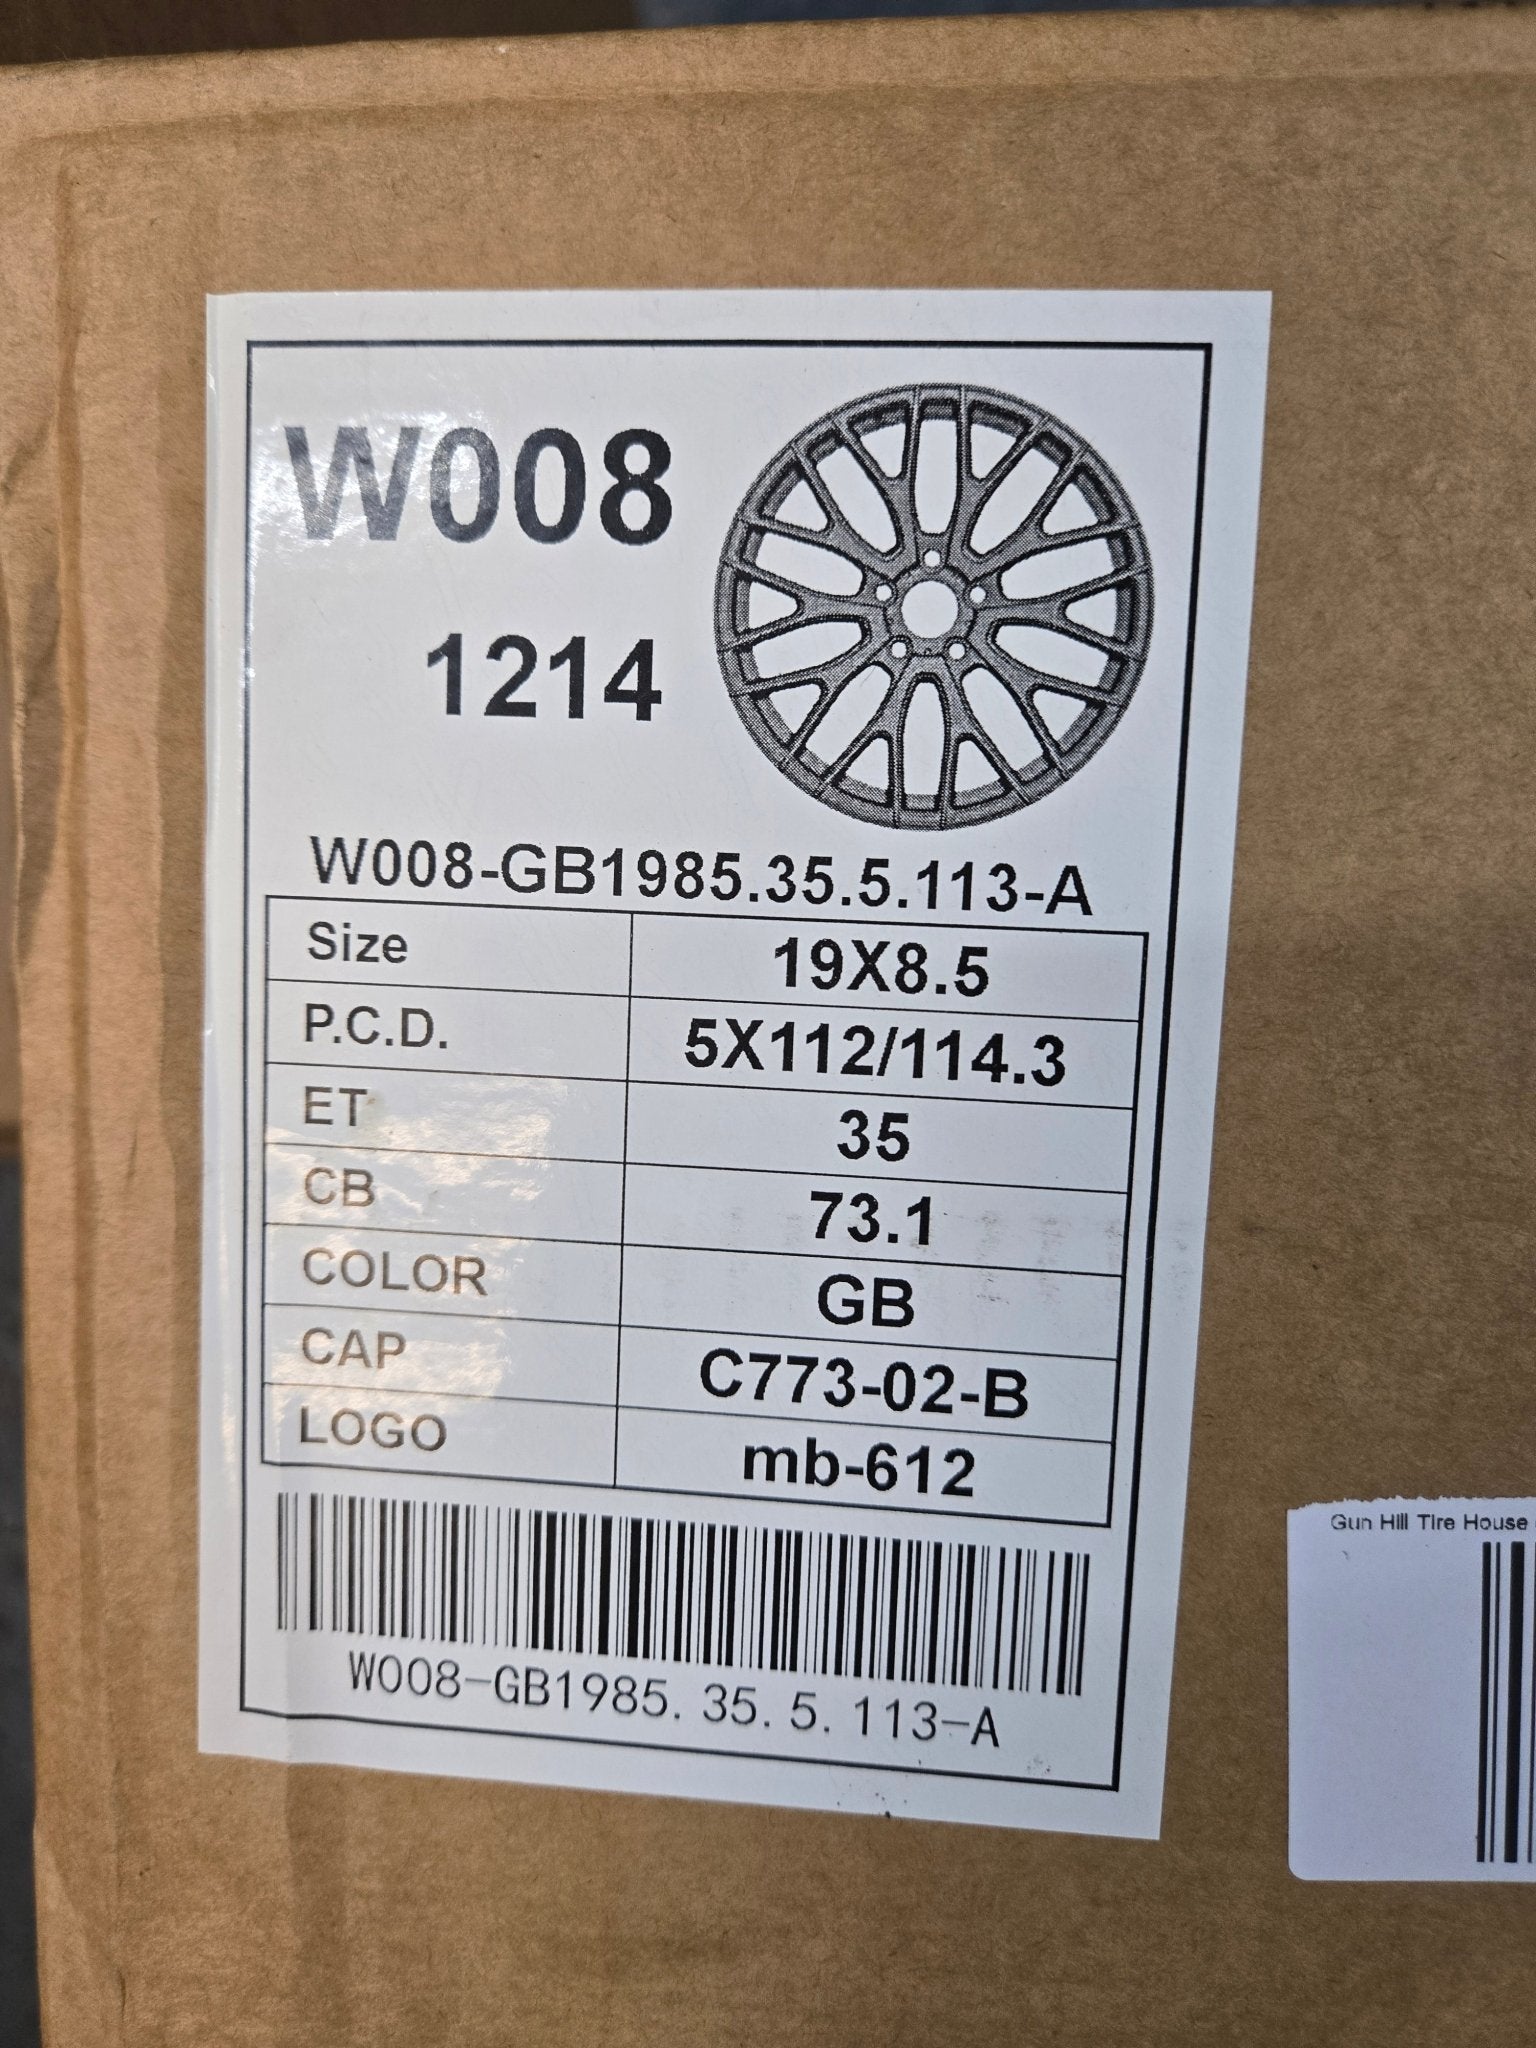 W008
1214
W008-GB1985.35.5.113-A
Size 19X8.5
P.C.D. 5X112/114.3
ET 35
CB 73.1
COLOR GB
CAP C773-02-B
LOGO mb-612
W008-GB1985.35.5.113-A
Gun Hill Tire House